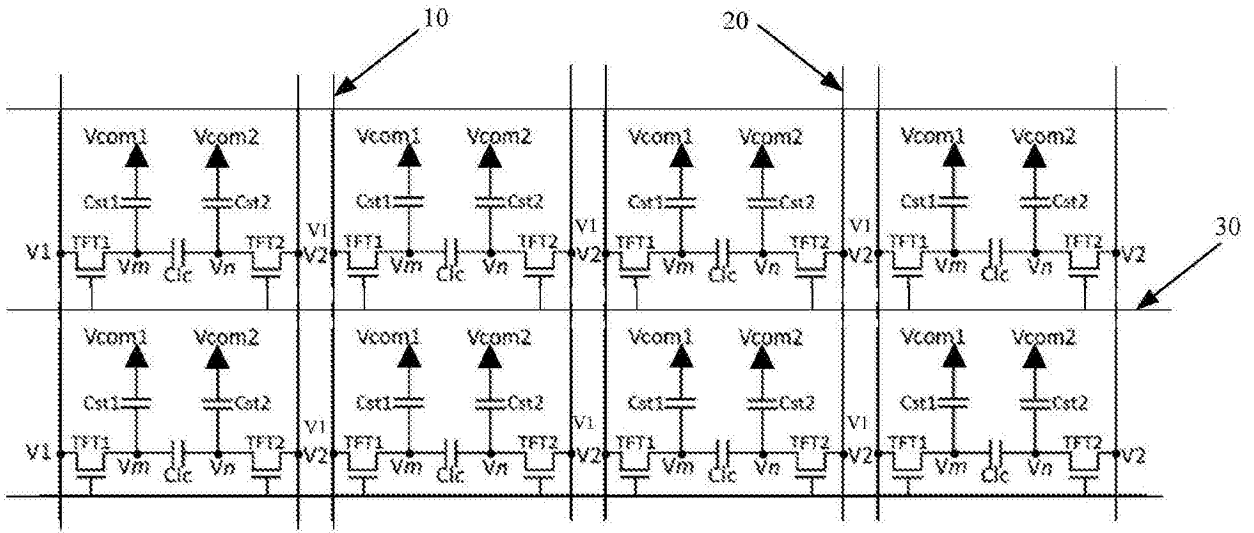 10 20
Vcom1 Vcom2 Vcom1 Vcom2 Vcom1 Vcom2 Vcom1 Vcom2
Cst1 Cst2 Cst1 Cst2 Cst1 Cst2 Cst1 Cst2
V1 V1 V1 30
V1 TFT1 TFT2 V2 TFT1 TFT2 V2 TFT1 TFT2 V2 TFT1 TFT2 V2
Vm Clc Vn Vm Clc Vn Vm Clc Vn Vm Clc Vn
Vcom1 Vcom2 Vcom1 Vcom2 Vcom1 Vcom2 Vcom1 Vcom2
Cst1 Cst2 Cst1 Cst2 Cst1 Cst2 Cst1 Cst2
V1 V1 V1
V1 TFT1 TFT2 V2 TFT1 TFT2 V2 TFT1 TFT2 V2 TFT1 TFT2 V2
Vm Clc Vn Vm Clc Vn Vm Clc Vn Vm Clc Vn